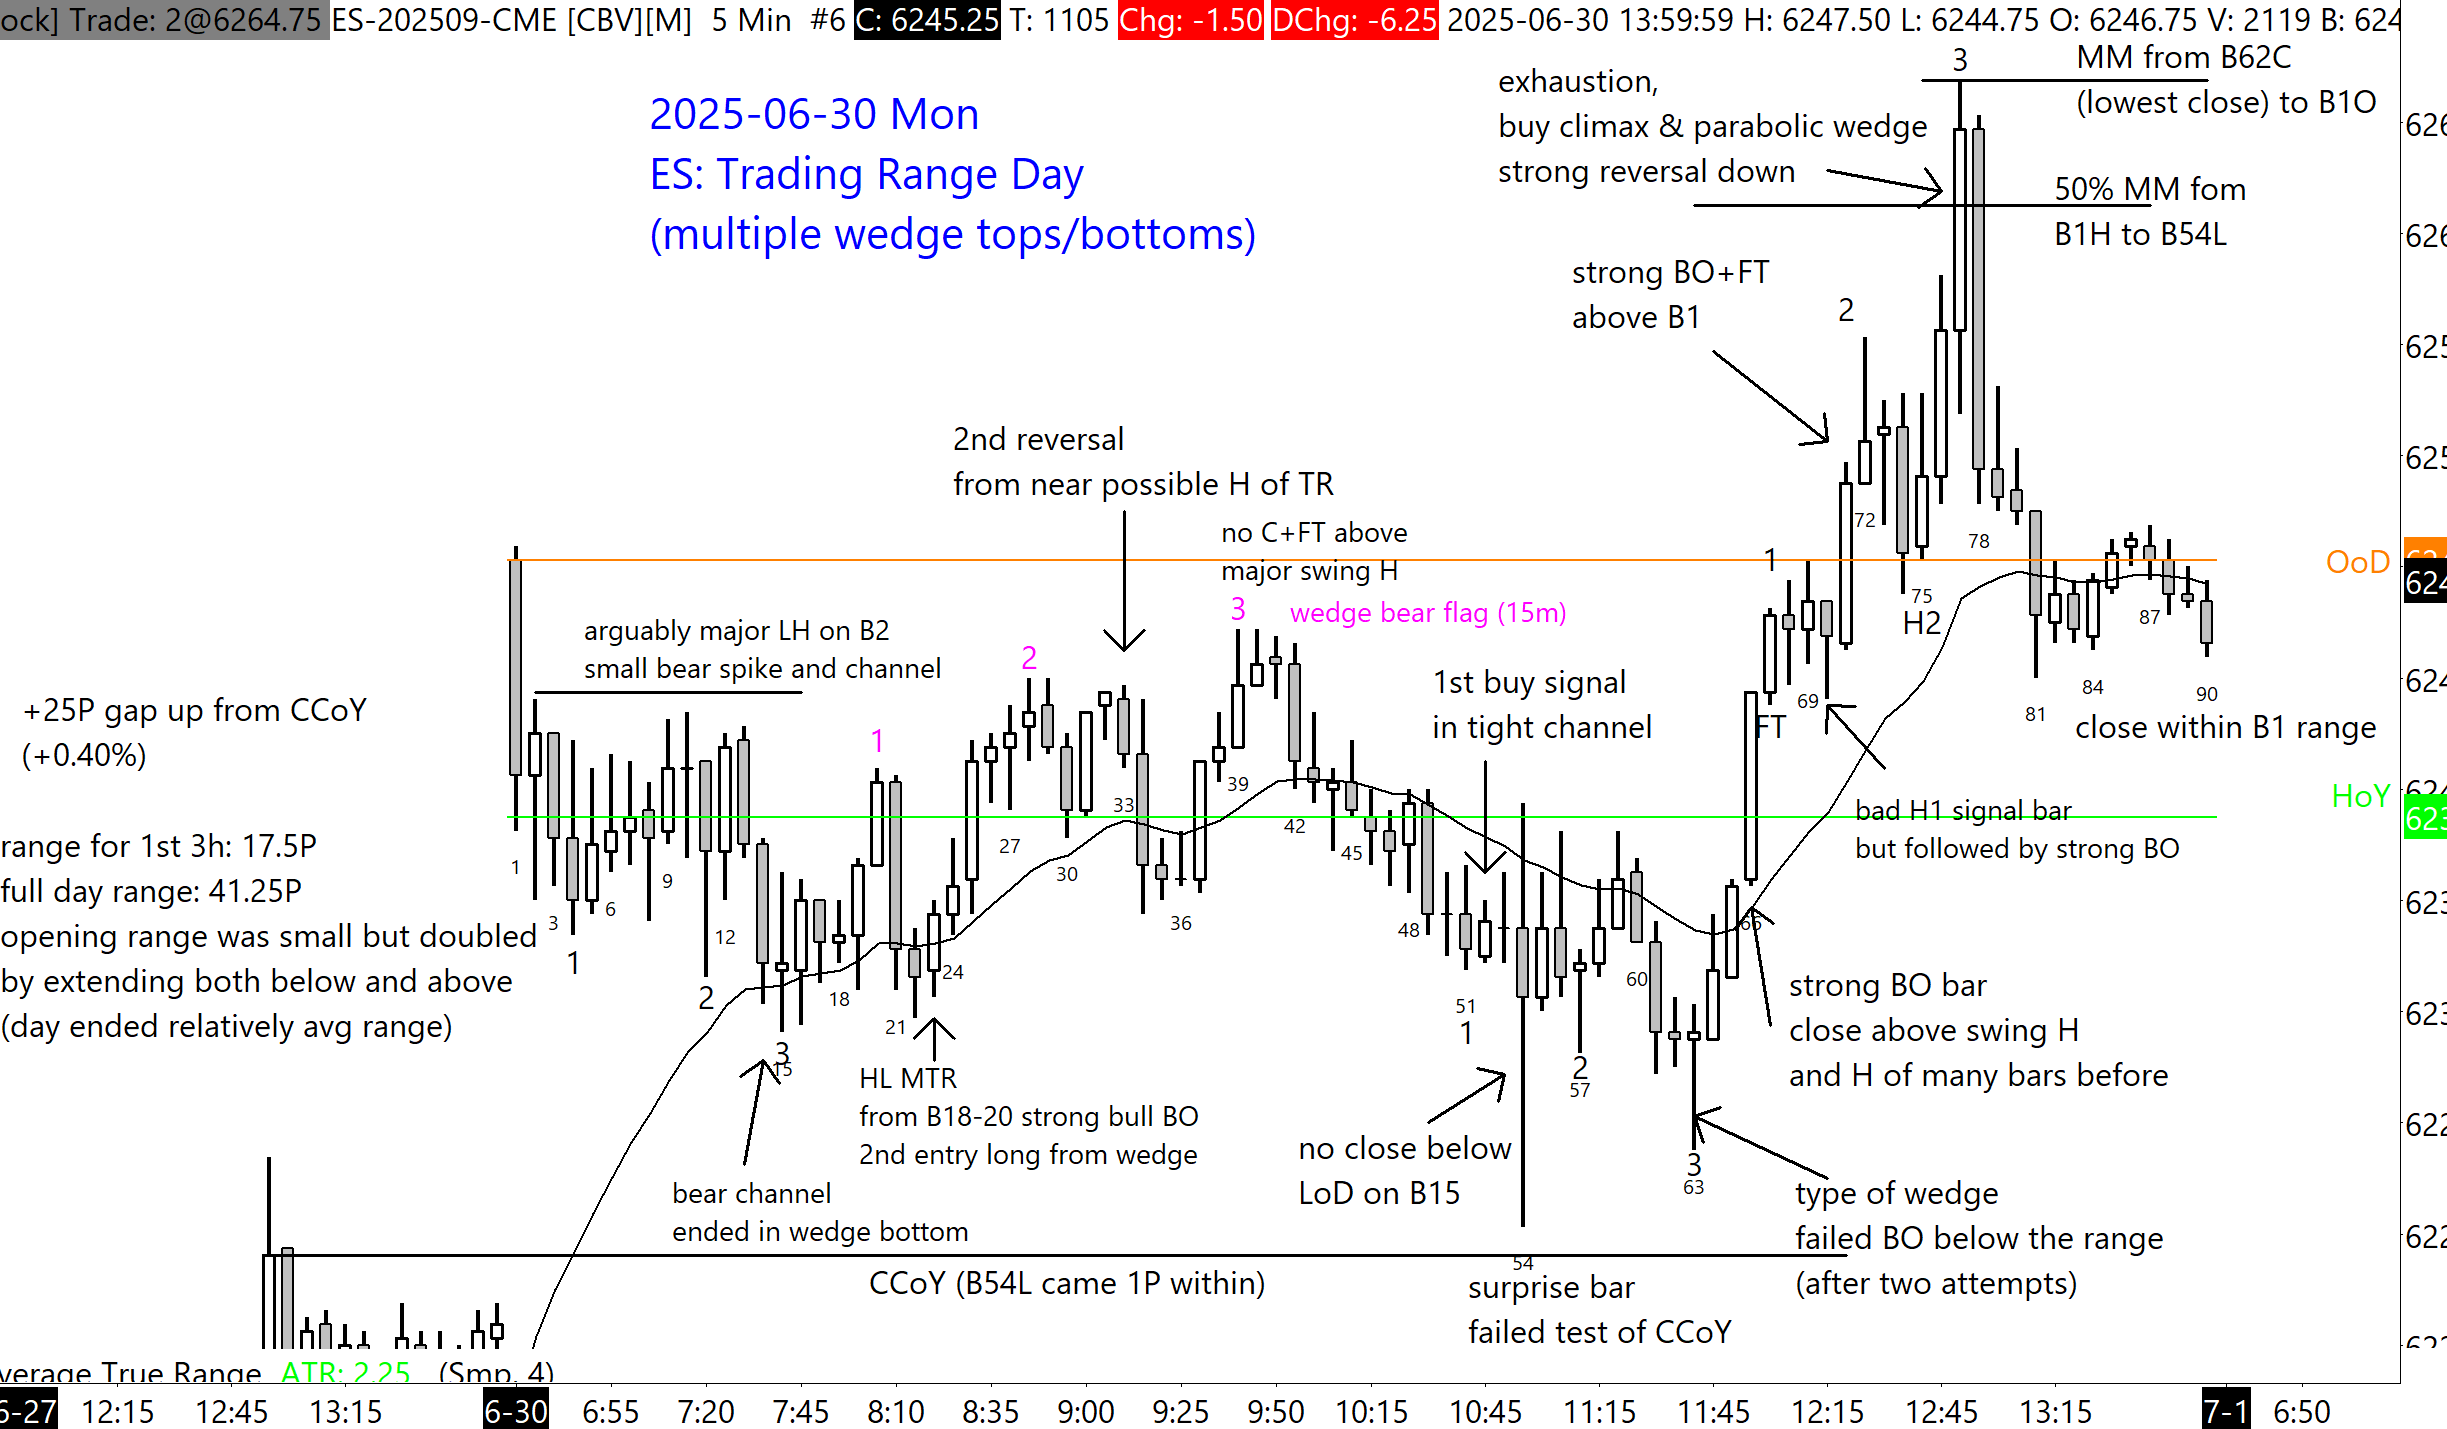 ock] Trade: 2@6264.75 ES-202509-CME [CBV][M] 5 Min #6 C: 6245.25 T: 1105 Chg: -1.50 DChg: -6.25 2025-06-30 13:59:59 H: 6247.50 L: 6244.75 O: 6246.75 V: 2119 B: 624
2025-06-30 Mon
ES: Trading Range Day
(multiple wedge tops/bottoms)
exhaustion,
buy climax & parabolic wedge
strong reversal down
3
MM from B62C
(lowest close) to B1O
50% MM fom
B1H to B54L
strong BO+FT
above B1
2
2nd reversal
from near possible H of TR
no C+FT above
major swing H
3
wedge bear flag (15m)
arguably major LH on B2
small bear spike and channel
2
1
1
1st buy signal
in tight channel
FT
H2
OoD
HoY
+25P gap up from CCoY
(+0.40%)
range for 1st 3h: 17.5P
full day range: 41.25P
opening range was small but doubled
by extending both below and above
(day ended relatively avg range)
close within B1 range
bad H1 signal bar
but followed by strong BO
strong BO bar
close above swing H
and H of many bars before
1
3
1
6
9
12
2
3
15
18
21
24
27
30
33
36
39
42
45
48
51
1
54
2
57
60
3
63
66
69
72
75
78
81
84
87
90
HL MTR
from B18-20 strong bull BO
2nd entry long from wedge
bear channel
ended in wedge bottom
no close below
LoD on B15
CCoY (B54L came 1P within)
surprise bar
failed test of CCoY
type of wedge
failed BO below the range
(after two attempts)
626
626
625
625
624
624
623
623
623
622
622
verage True Range ATR: 2.25 (Smp, 4)
6-27 12:15 12:45 13:15 6-30 6:55 7:20 7:45 8:10 8:35 9:00 9:25 9:50 10:15 10:45 11:15 11:45 12:15 12:45 13:15 7-1 6:50